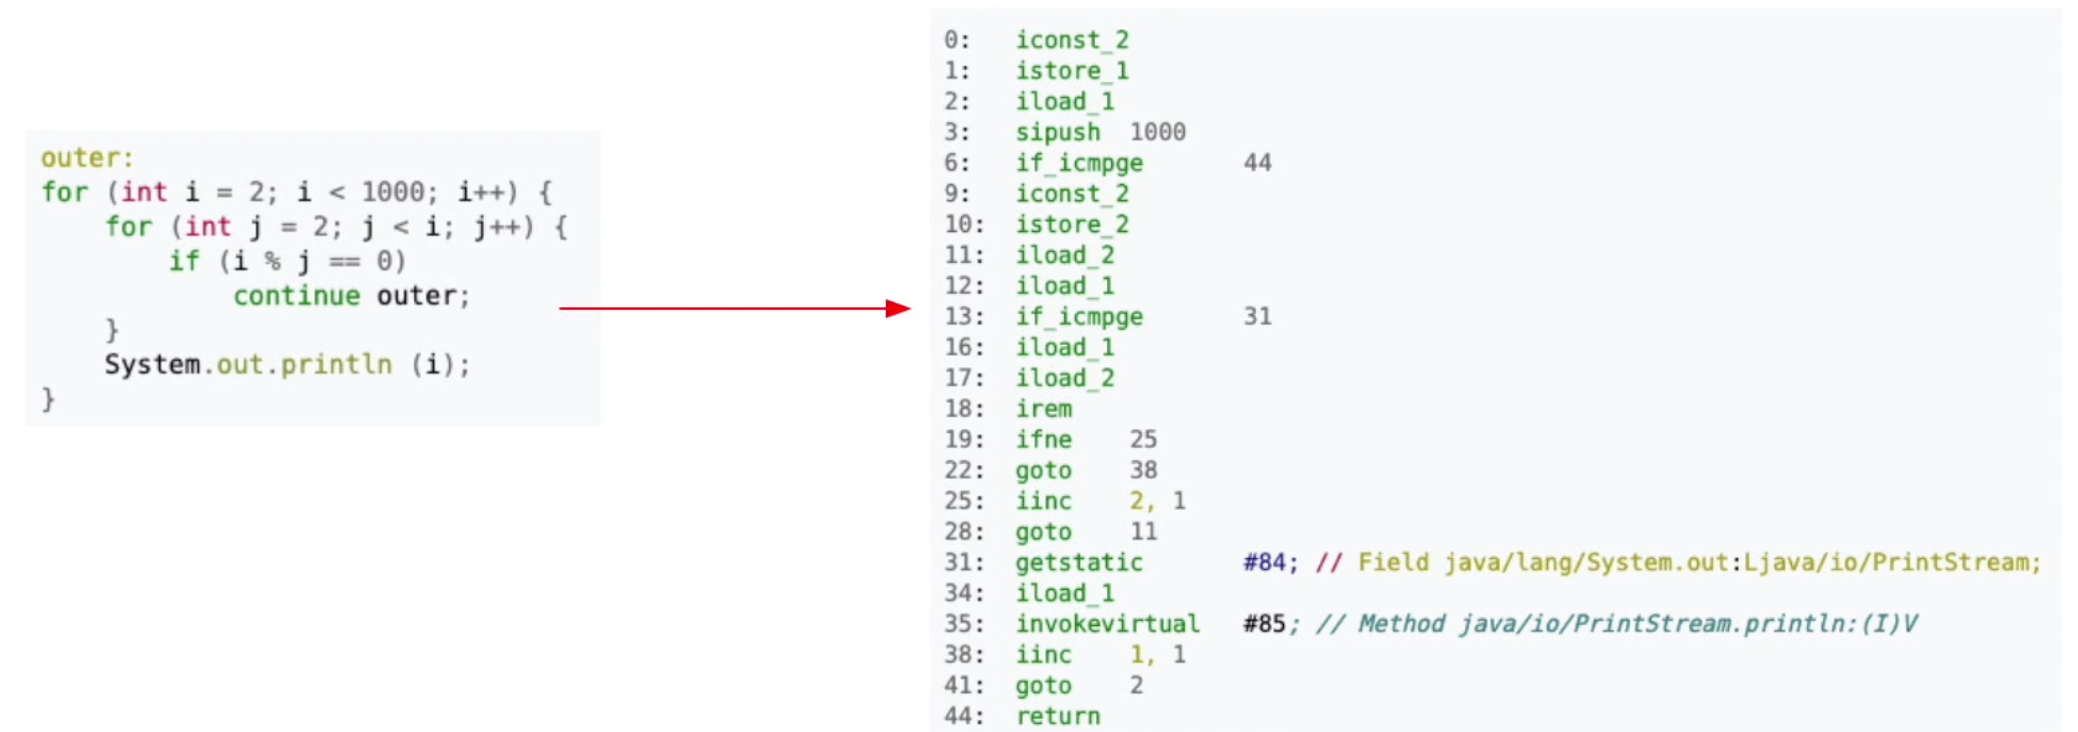 outer:
for (int i = 2; i < 1000; i++) {
    for (int j = 2; j < i; j++) {
        if (i % j == 0)
            continue outer;
    }
    System.out.println (i);
}
0:   iconst_2
1:   istore_1
2:   iload_1
3:   sipush  1000
6:   if_icmpge       44
9:   iconst_2
10:  istore_2
11:  iload_2
12:  iload_1
13:  if_icmpge       31
16:  iload_1
17:  iload_2
18:  irem
19:  ifne    25
22:  goto    38
25:  iinc    2, 1
28:  goto    11
31:  getstatic       #84; // Field java/lang/System.out:Ljava/io/PrintStream;
34:  iload_1
35:  invokevirtual   #85; // Method java/io/PrintStream.println:(I)V
38:  iinc    1, 1
41:  goto    2
44:  return